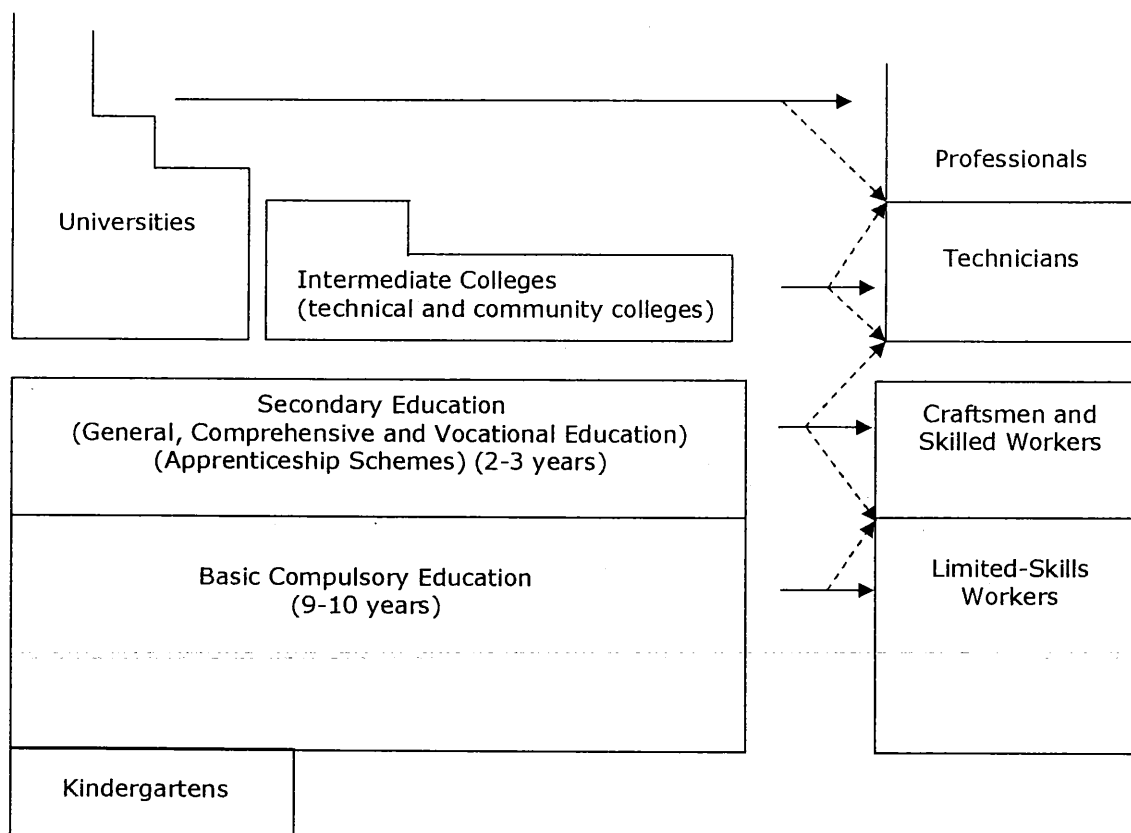 Professionals
Universities
Technicians
Intermediate Colleges
(technical and community colleges)
Secondary Education
(General, Comprehensive and Vocational Education)
(Apprenticeship Schemes) (2-3 years)
Craftsmen and
Skilled Workers
Basic Compulsory Education
(9-10 years)
Limited-Skills
Workers
Kindergartens